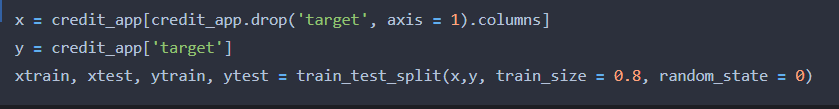 x = credit_app[credit_app.drop('target', axis = 1).columns]
y = credit_app['target']
xtrain, xtest, ytrain, ytest = train_test_split(x,y, train_size = 0.8, random_state = 0)